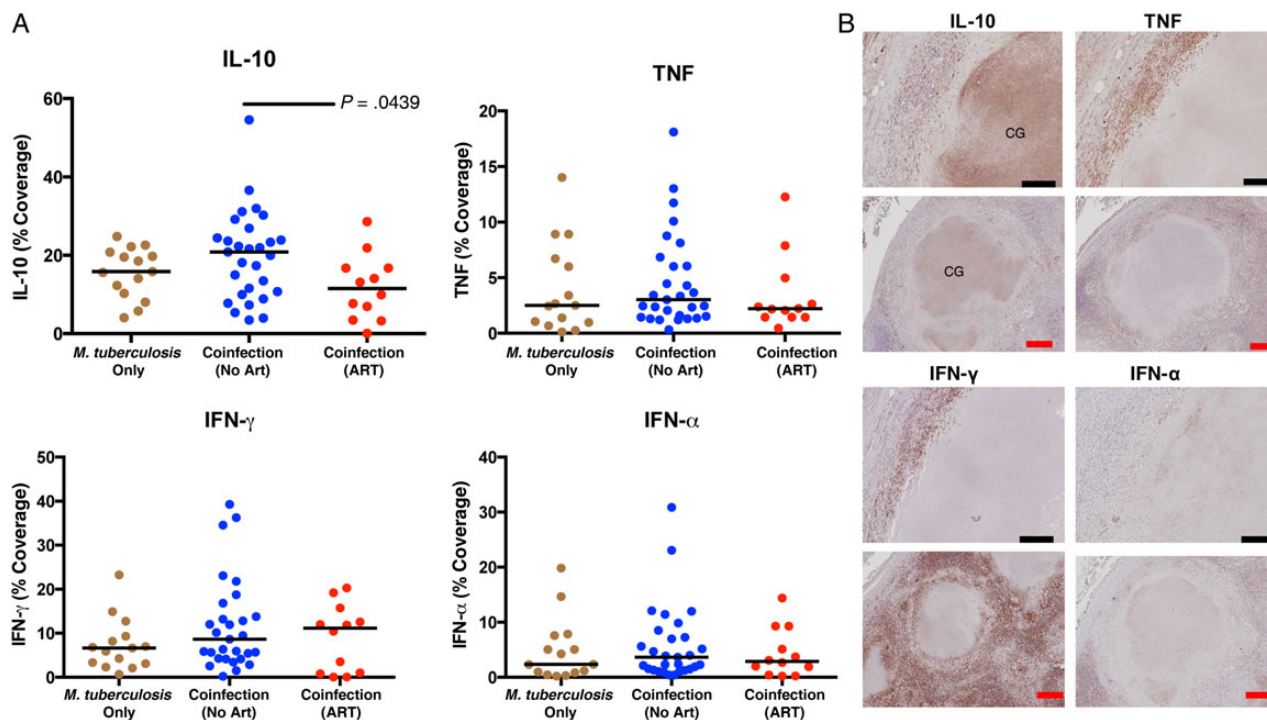 A
IL-10
IL-10 (% Coverage)
60
40
20
0
P = .0439
M. tuberculosis
Only
Coinfection
(No Art)
Coinfection
(ART)
TNF
TNF (% Coverage)
20
15
10
5
0
M. tuberculosis
Only
Coinfection
(No Art)
Coinfection
(ART)
IFN-γ
IFN-γ (% Coverage)
50
40
30
20
10
0
M. tuberculosis
Only
Coinfection
(No Art)
Coinfection
(ART)
IFN-α
IFN-α (% Coverage)
40
30
20
10
0
M. tuberculosis
Only
Coinfection
(No Art)
Coinfection
(ART)
B
IL-10
TNF
CG
CG
IFN-γ
IFN-α